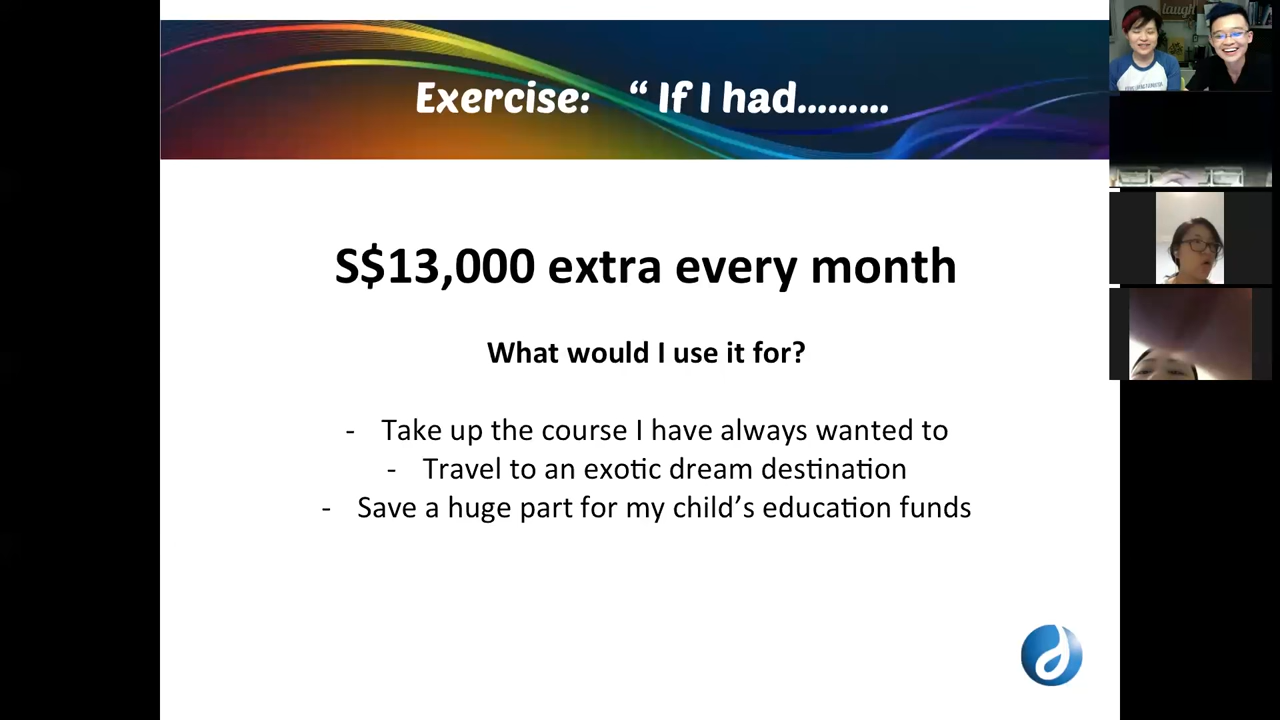 Exercise: “ If I had.........
S$13,000 extra every month
What would I use it for?
- Take up the course I have always wanted to
- Travel to an exotic dream destination
- Save a huge part for my child’s education funds
laugh